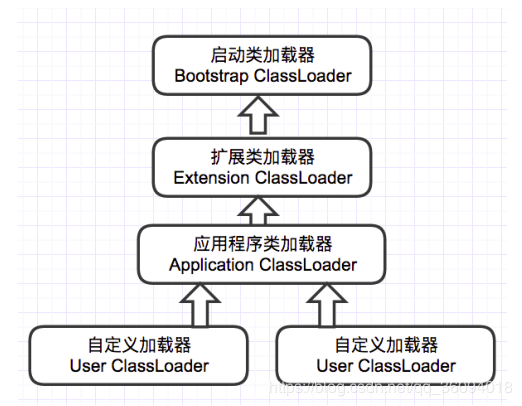 启动类加载器
Bootstrap ClassLoader
扩展类加载器
Extension ClassLoader
应用程序类加载器
Application ClassLoader
自定义加载器
User ClassLoader
自定义加载器
User ClassLoader
https://blog.csdn.net/qq_36094018